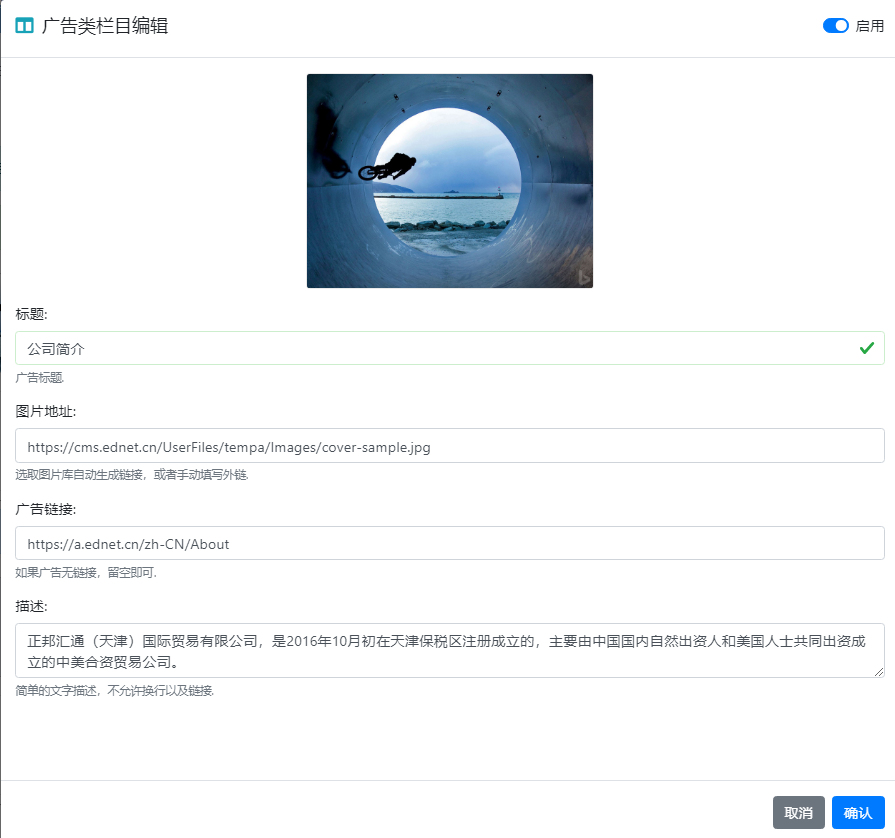 广告类栏目编辑
启用
标题:
公司简介
广告标题.
图片地址:
https://cms.ednet.cn/UserFiles/tempa/Images/cover-sample.jpg
选取图片库自动生成链接，或者手动填写外链.
广告链接:
https://a.ednet.cn/zh-CN/About
如果广告无链接，留空即可.
描述:
正邦汇通（天津）国际贸易有限公司，是2016年10月初在天津保税区注册成立的，主要由中国国内自然出资人和美国人士共同出资成
立的中美合资贸易公司。
简单的文字描述，不允许换行以及链接.
取消
确认